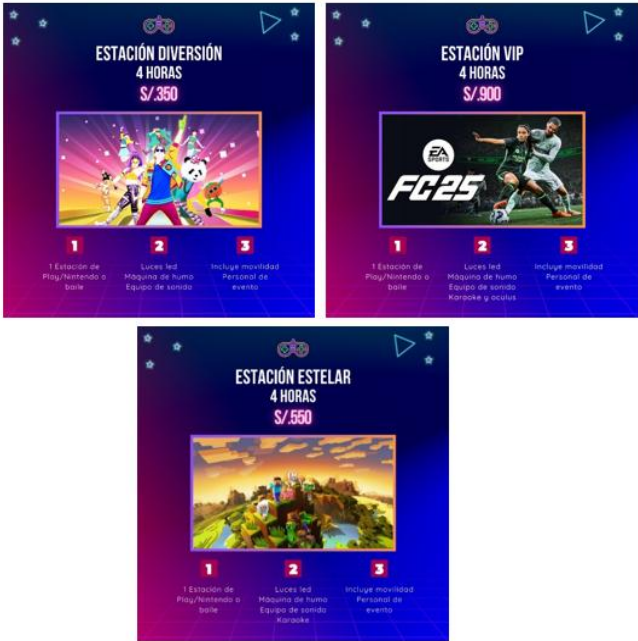 ESTACIÓN DIVERSIÓN
4 HORAS
S/.350
1
2
3
1 Estación de
Play/Nintendo o
baile
Luces led
Máquina de humo
Equipo de sonido
Incluye movilidad
Personal de
evento
ESTACIÓN VIP
4 HORAS
S/.900
EA
SPORTS
FC25
1
2
3
1 Estación de
Play/Nintendo o
baile
Luces led
Máquina de humo
Equipo de sonido
Karaoke y oculus
Incluye movilidad
Personal de
evento
ESTACIÓN ESTELAR
4 HORAS
S/.550
1
2
3
1 Estación de
Play/Nintendo o
baile
Luces led
Máquina de humo
Equipo de sonido
Karaoke
Incluye movilidad
Personal de
evento